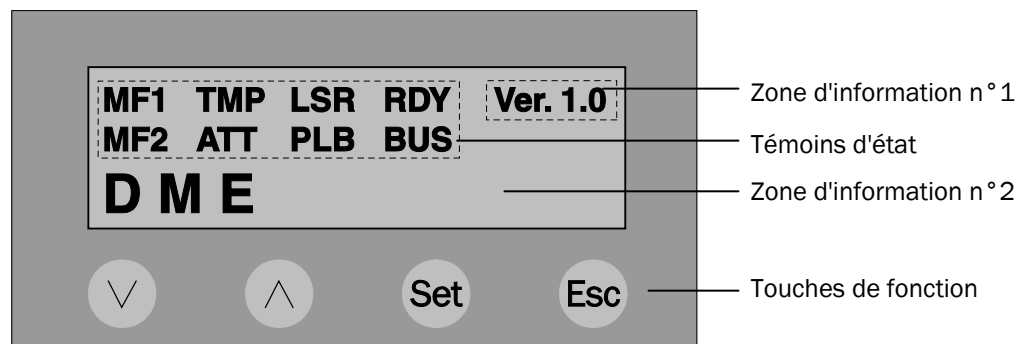 MF1 TMP LSR RDY Ver. 1.0
MF2 ATT PLB BUS
D M E
Set Esc
Zone d'information n°1
Témoins d'état
Zone d'information n°2
Touches de fonction